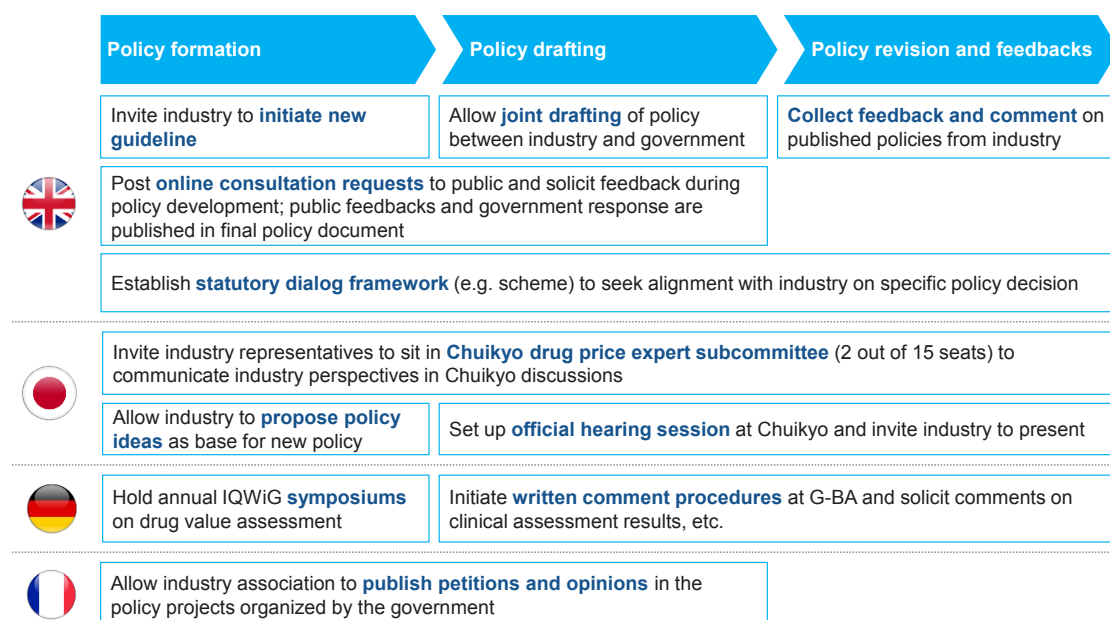 Policy formation
Policy drafting
Policy revision and feedbacks
Invite industry to initiate new
guideline
Allow joint drafting of policy
between industry and government
Collect feedback and comment on
published policies from industry
Post online consultation requests to public and solicit feedback during
policy development; public feedbacks and government response are
published in final policy document
Establish statutory dialog framework (e.g. scheme) to seek alignment with industry on specific policy decision
Invite industry representatives to sit in Chuikyo drug price expert subcommittee (2 out of 15 seats) to
communicate industry perspectives in Chuikyo discussions
Allow industry to propose policy
ideas as base for new policy
Set up official hearing session at Chuikyo and invite industry to present
Hold annual IQWiG symposiums
on drug value assessment
Initiate written comment procedures at G-BA and solicit comments on
clinical assessment results, etc.
Allow industry association to publish petitions and opinions in the
policy projects organized by the government